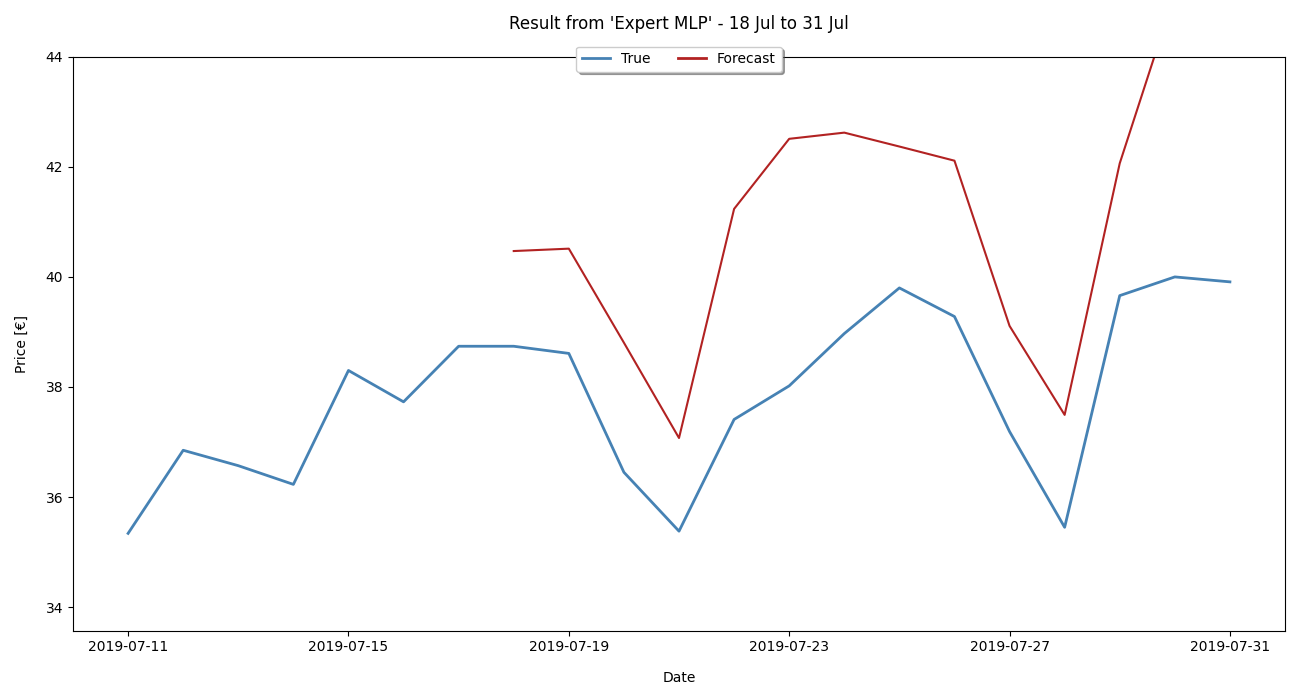 Result from 'Expert MLP' - 18 Jul to 31 Jul
True Forecast
44
42
40
38
36
34
Price [€]
2019-07-11 2019-07-15 2019-07-19 2019-07-23 2019-07-27 2019-07-31
Date